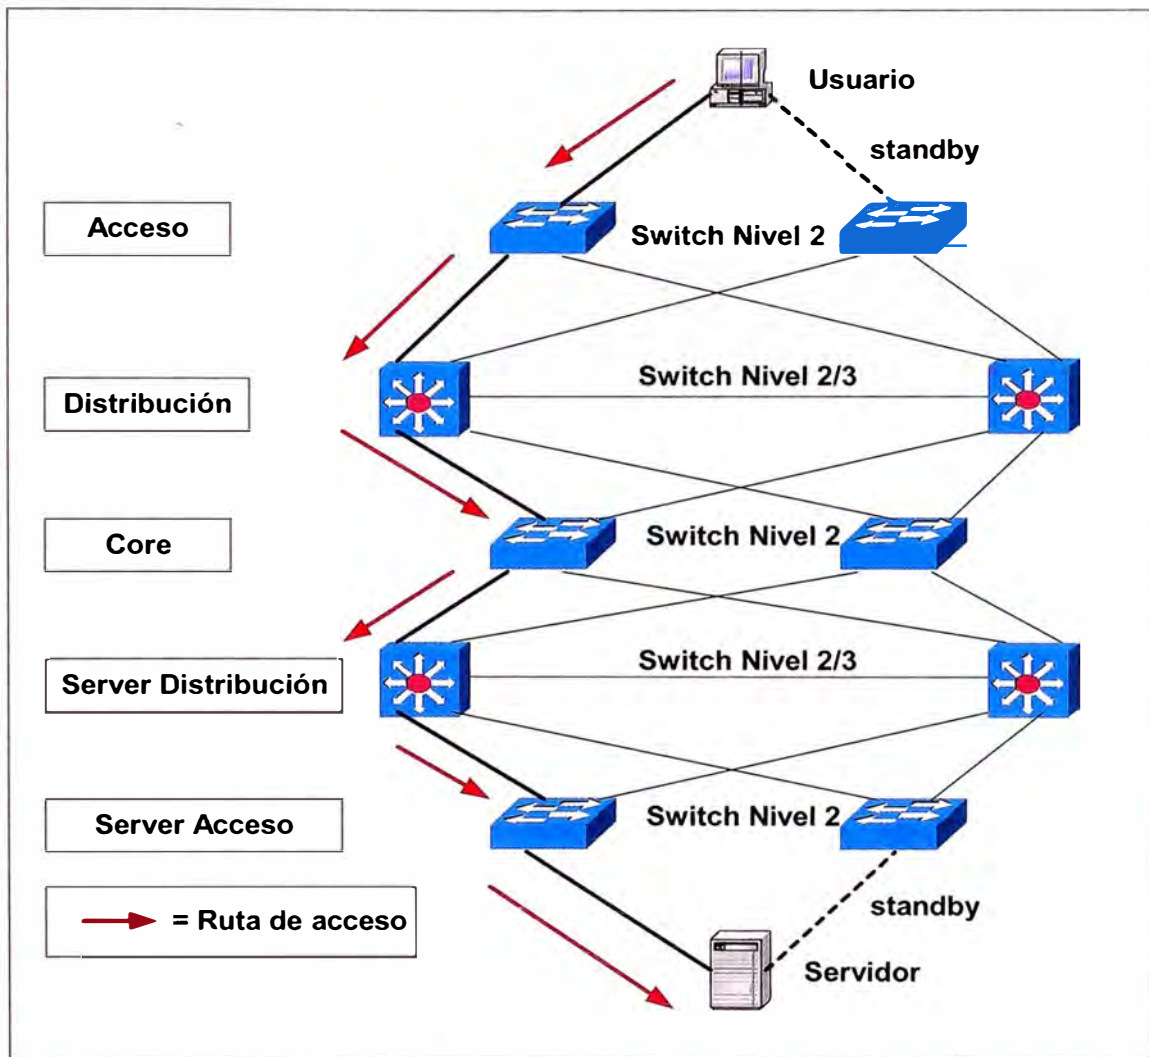 Usuario
standby
Acceso
Switch Nivel 2
Switch Nivel 2/3
Distribución
Core
Switch Nivel 2
Server Distribución
Switch Nivel 2/3
Server Acceso
Switch Nivel 2
= Ruta de acceso
standby
Servidor